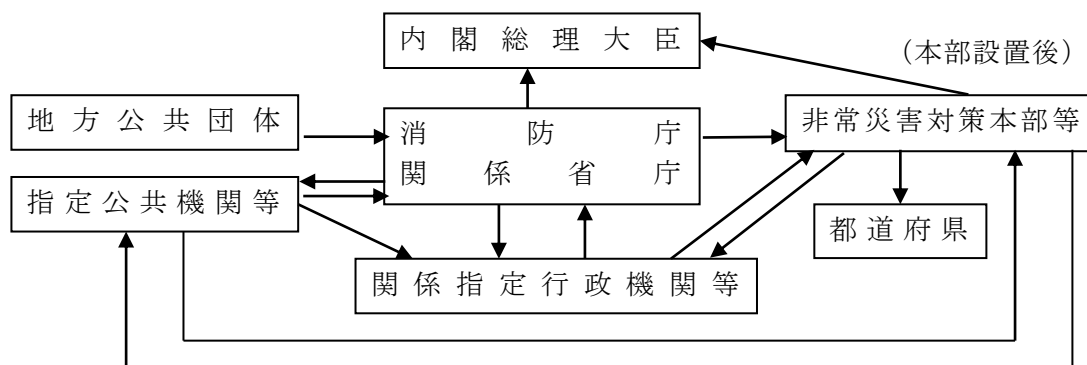 内閣総理大臣
（本部設置後）
地方公共団体
消防庁
関係省庁
非常災害対策本部等
指定公共機関等
都道府県
関係指定行政機関等